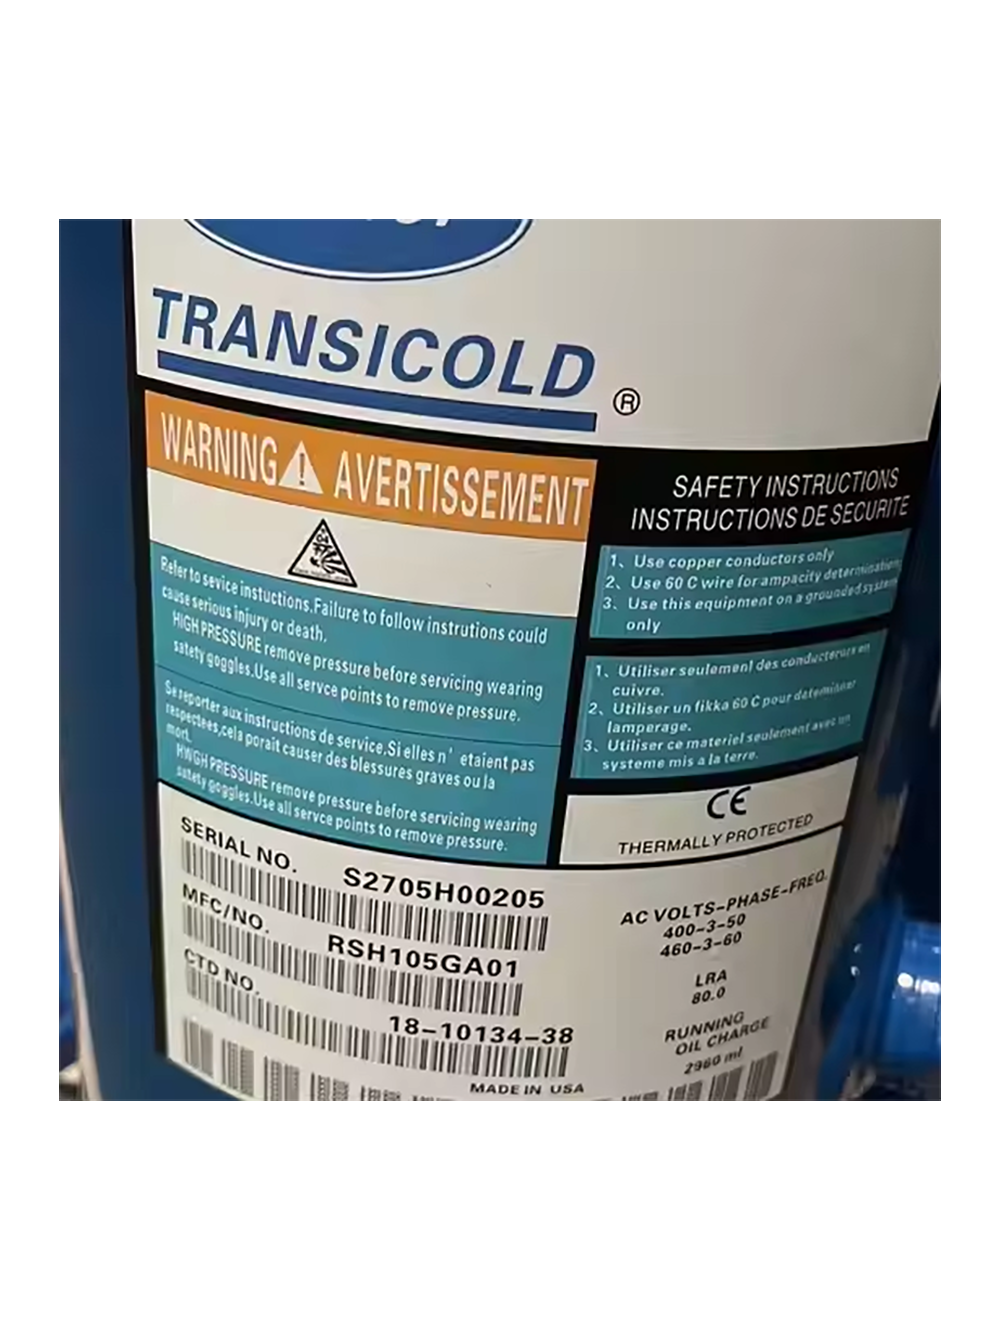 TRANSICOLD ®
WARNING AVERTISSEMENT
Refer to sevice instuctions.Failure to follow instrutions could
cause serious injury or death.
HIGH PRESSURE remove pressure before servicing wearing
safety goggles.Use all servce points to remove pressure.
Se reporter aux instructions de service.Si elles n' etaient pas
respectees,cela porait causer des blessures graves ou la
mort.
HWGH PRESSURE remove pressure before servicing wearing
safety goggles.Use all servce points to remove pressure.
SAFETY INSTRUCTIONS
INSTRUCTIONS DE SECURITE
1、Use copper conductors only
2、Use 60 C wire for ampacity determination
3、Use this equipment on a grounded system
only
1、Utiliser seulement des conducteurs en
cuivre.
2、Utiliser un fikka 60 C pour determiner
lamperage.
3、Utiliser ce materiel seulement avec un
systeme mis a la terre.
CE
THERMALLY PROTECTED
SERIAL NO.
S2705H00205
MFC/NO.
RSH105GA01
CTD NO.
18-10134-38
MADE IN USA
AC VOLTS-PHASE-FREQ.
400-3-50
460-3-60
LRA
80.0
RUNNING
OIL CHARGE
2960 ml